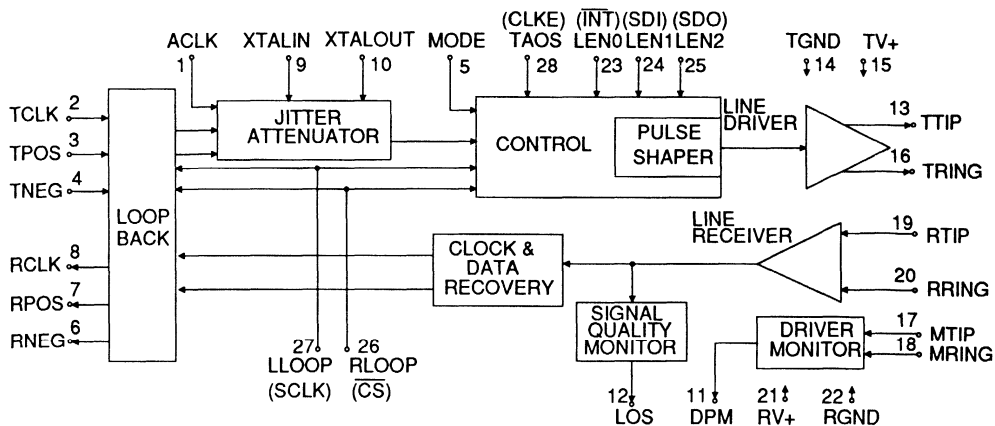 (CLKE) (INT) (SDI) (SDO)
ACLK XTALIN XTALOUT MODE TAOS LEN0 LEN1 LEN2 TGND TV+
1 9 10 5 28 23 24 25 14 15
TCLK 2
TPOS 3
TNEG 4
RCLK 8
RPOS 7
RNEG 6
LOOP
BACK
JITTER
ATTENUATOR
CONTROL
PULSE
SHAPER
LINE
DRIVER
13 TTIP
16 TRING
LINE
RECEIVER
19 RTIP
20 RRING
CLOCK &
DATA
RECOVERY
SIGNAL
QUALITY
MONITOR
DRIVER
MONITOR
17 MTIP
18 MRING
27 26
LLOOP RLOOP
(SCLK) (CS)
12 11 21 22
LOS DPM RV+ RGND